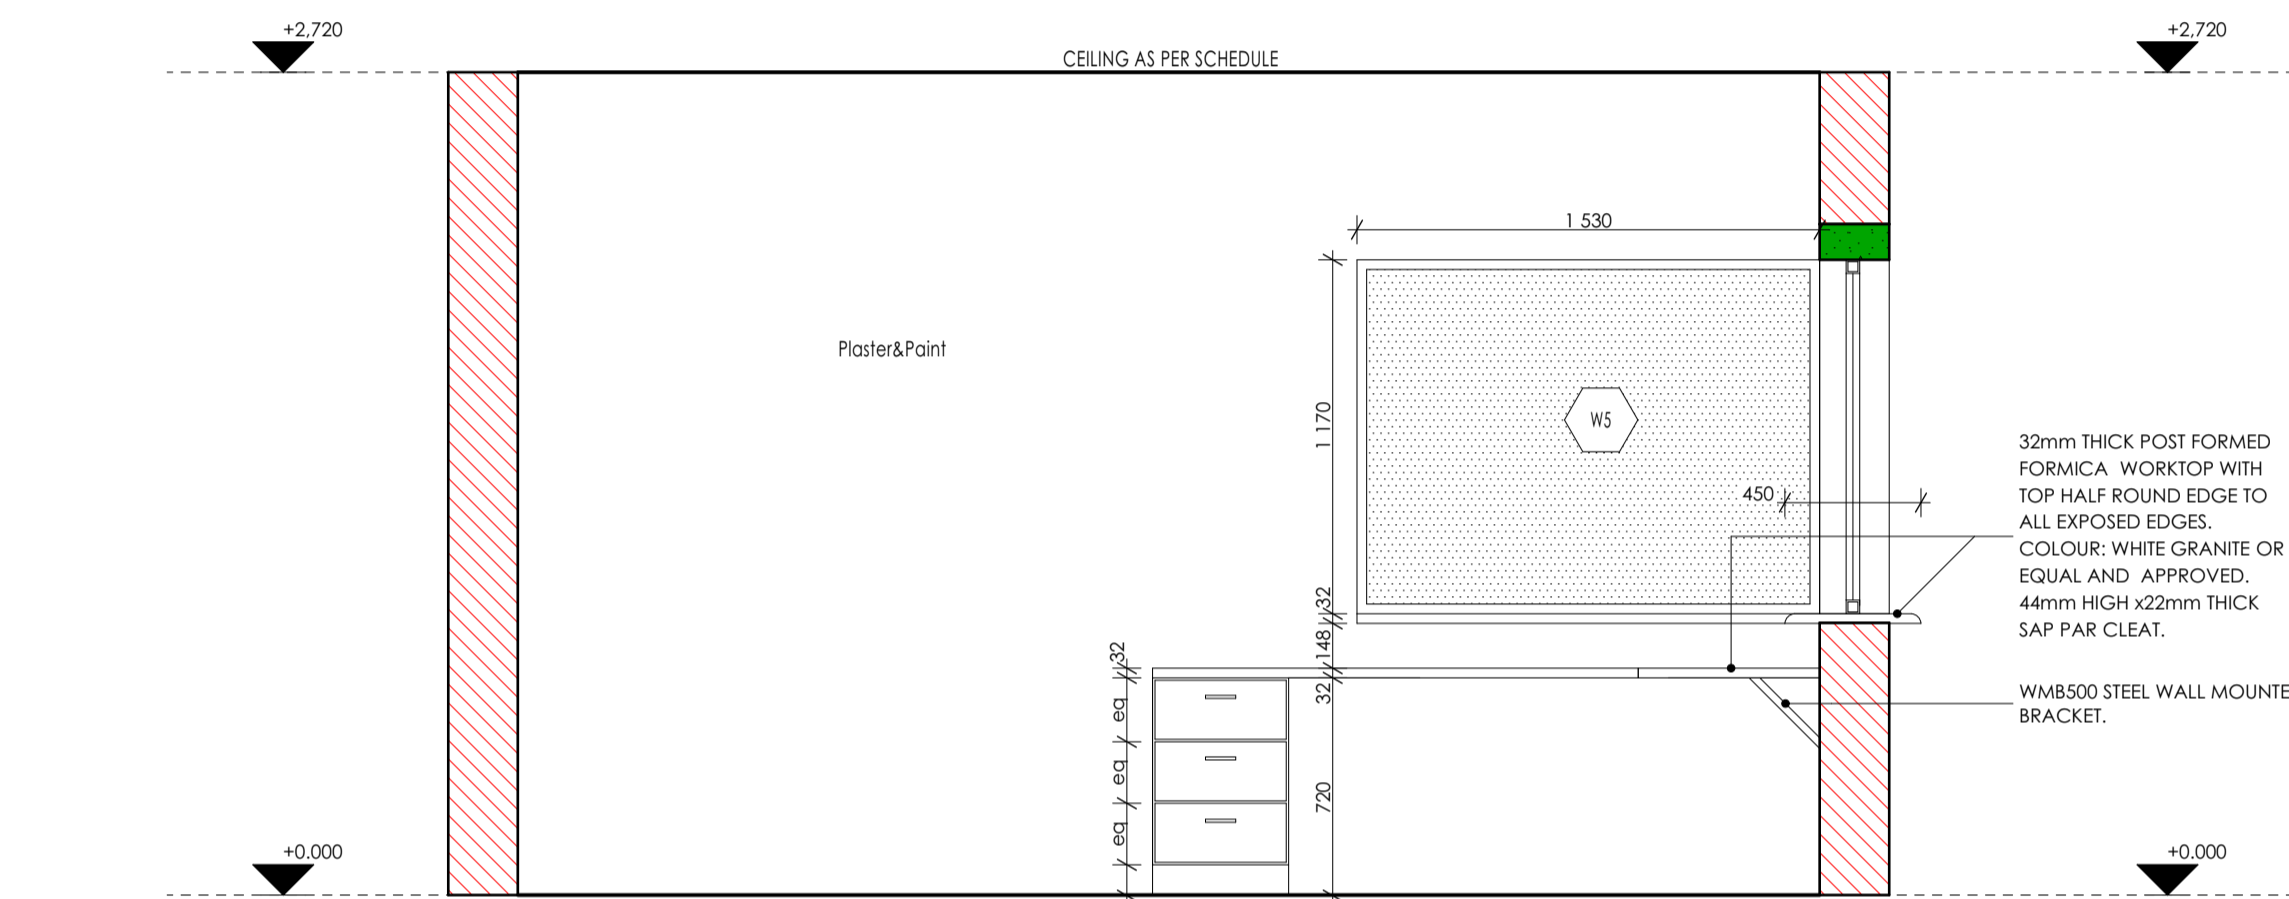 +2,720
+2,720
CEILING AS PER SCHEDULE
1 530
Plaster&Paint
1 170
W5
450
32mm THICK POST FORMED
FORMICA WORKTOP WITH
TOP HALF ROUND EDGE TO
ALL EXPOSED EDGES.
COLOUR: WHITE GRANITE OR
EQUAL AND APPROVED.
44mm HIGH x22mm THICK
SAP PAR CLEAT.
32
148
32
32
WMB500 STEEL WALL MOUNTE
BRACKET.
eq
eq
eq
720
+0.000
+0.000